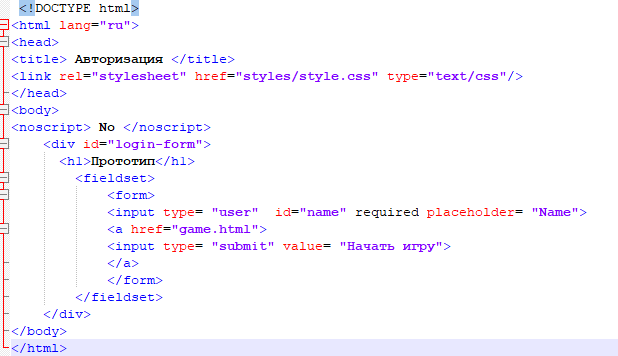 <!DOCTYPE html>
<html lang="ru">
<head>
<title> Авторизация </title>
<link rel="stylesheet" href="styles/style.css" type="text/css"/>
</head>
<body>
<noscript> No </noscript>
<div id="login-form">
<h1>Прототип</h1>
<fieldset>
<form>
<input type= "user"  id="name" required placeholder= "Name">
<a href="game.html">
<input type= "submit" value= "Начать игру">
</a>
</form>
</fieldset>
</div>
</body>
</html>